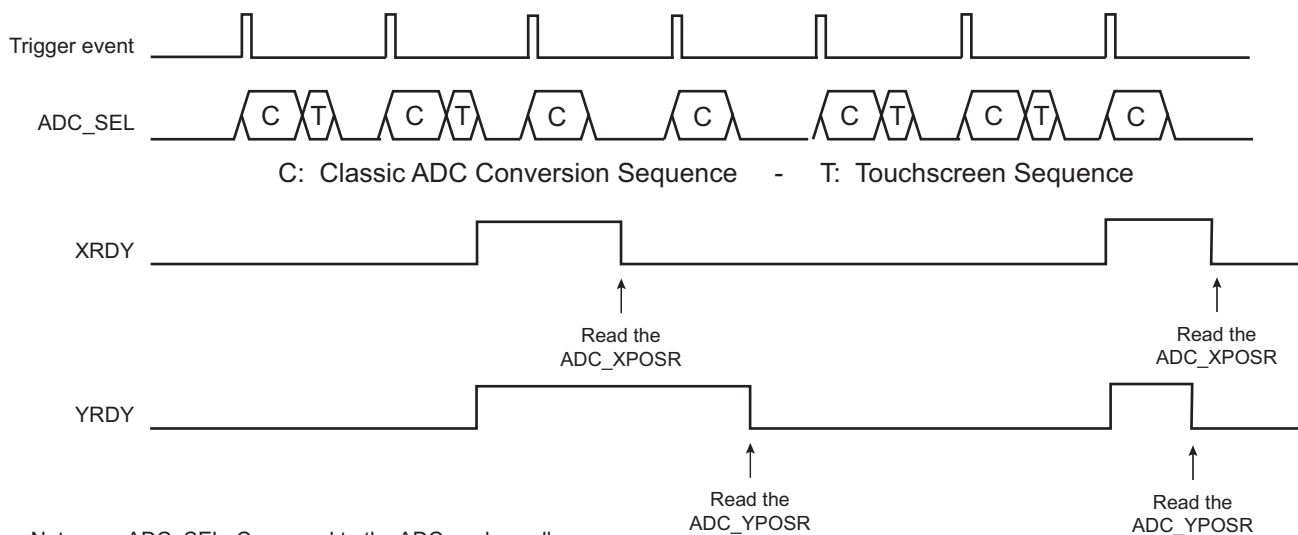 Trigger event
ADC_SEL
C T C T C C C T C T C
C: Classic ADC Conversion Sequence - T: Touchscreen Sequence
XRDY
Read the
ADC_XPOSR
Read the
ADC_XPOSR
YRDY
Read the
ADC_YPOSR
Read the
ADC_YPOSR